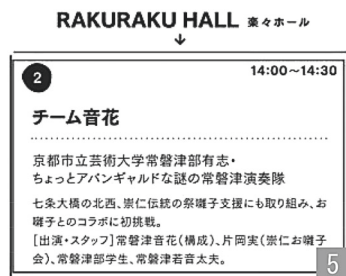 RAKURAKU HALL 楽々ホール
↓
2 14:00〜14:30
チーム音花
京都市立芸術大学常磐津部有志・
ちょっとアバンギャルドな謎の常磐津演奏隊
七条大橋の北西、崇仁伝統の祭囃子支援にも取り組み、お
囃子とのコラボに初挑戦。
[出演・スタッフ]常磐津音花(構成)、片岡実(崇仁お囃子
会)、常磐津部学生、常磐津若音太夫。
5